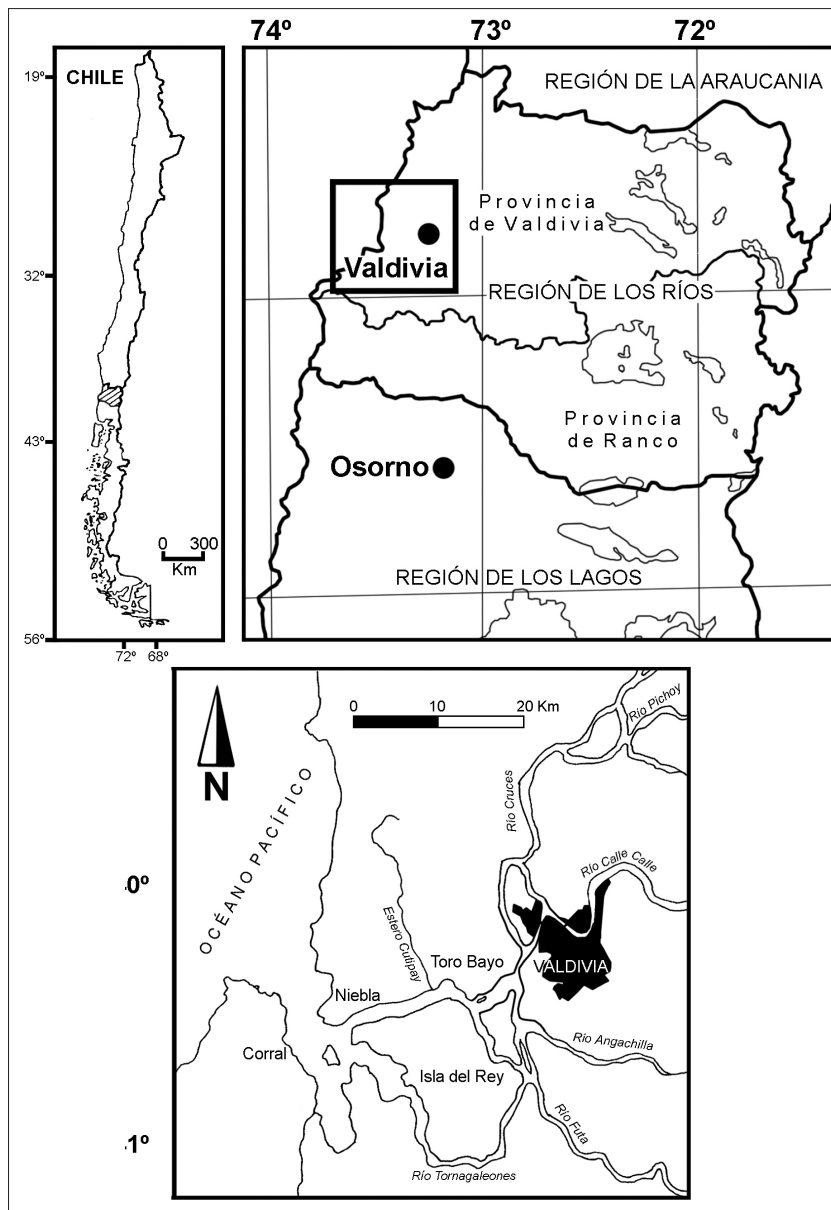 74º 73º 72º
CHILE
19º
32º
43º
56º
72º 68º
0 300
Km
REGIÓN DE LA ARAUCANIA
Provincia
de Valdivia
Valdivia
REGIÓN DE LOS RÍOS
Provincia
de Ranco
Osorno
REGIÓN DE LOS LAGOS
N
0 10 20 Km
OCÉANO PACÍFICO
Río Pichoy
Río Cruces
Río Calle Calle
0º
Estero Cutipay
Toro Bayo
VALDIVIA
Niebla
Corral
Río Angachilla
Isla del Rey
Río Futa
1º
Río Tornagaleones